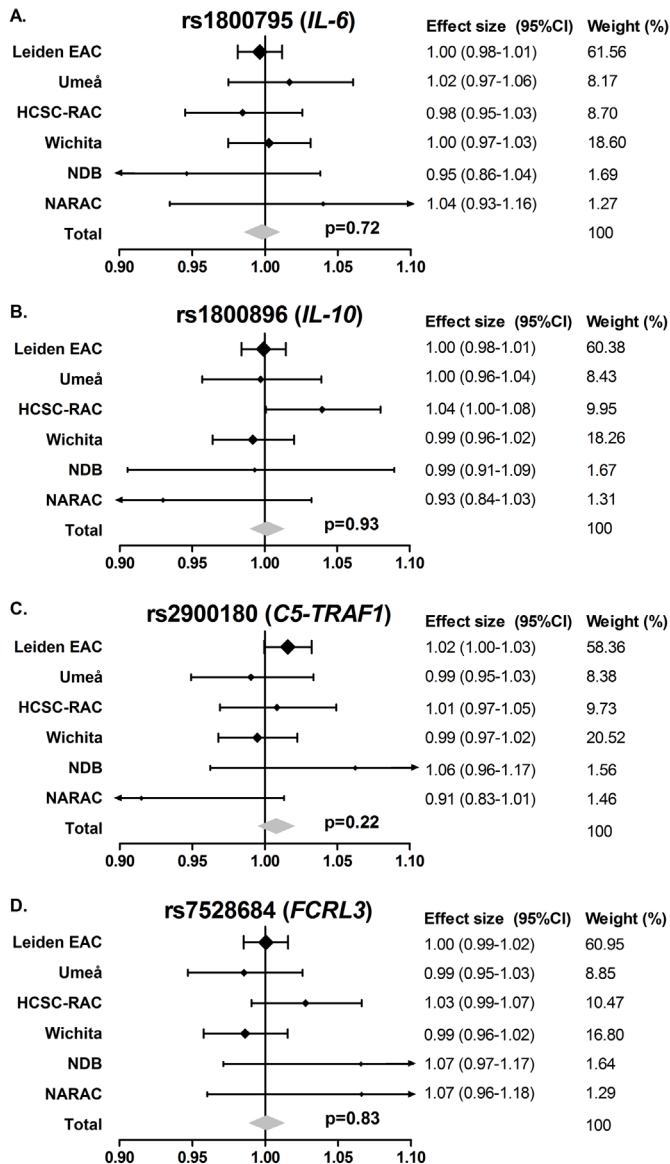 A.
rs1800795 (IL-6)
Effect size (95%CI) Weight (%)
Leiden EAC 1.00 (0.98-1.01) 61.56
Umeå 1.02 (0.97-1.06) 8.17
HCSC-RAC 0.98 (0.95-1.03) 8.70
Wichita 1.00 (0.97-1.03) 18.60
NDB 0.95 (0.86-1.04) 1.69
NARAC 1.04 (0.93-1.16) 1.27
Total p=0.72 100
0.90 0.95 1.00 1.05 1.10
B.
rs1800896 (IL-10)
Effect size (95%CI) Weight (%)
Leiden EAC 1.00 (0.98-1.01) 60.38
Umeå 1.00 (0.96-1.04) 8.43
HCSC-RAC 1.04 (1.00-1.08) 9.95
Wichita 0.99 (0.96-1.02) 18.26
NDB 0.99 (0.91-1.09) 1.67
NARAC 0.93 (0.84-1.03) 1.31
Total p=0.93 100
0.90 0.95 1.00 1.05 1.10
C.
rs2900180 (C5-TRAF1)
Effect size (95%CI) Weight (%)
Leiden EAC 1.02 (1.00-1.03) 58.36
Umeå 0.99 (0.95-1.03) 8.38
HCSC-RAC 1.01 (0.97-1.05) 9.73
Wichita 0.99 (0.97-1.02) 20.52
NDB 1.06 (0.96-1.17) 1.56
NARAC 0.91 (0.83-1.01) 1.46
Total p=0.22 100
0.90 0.95 1.00 1.05 1.10
D.
rs7528684 (FCRL3)
Effect size (95%CI) Weight (%)
Leiden EAC 1.00 (0.99-1.02) 60.95
Umeå 0.99 (0.95-1.03) 8.85
HCSC-RAC 1.03 (0.99-1.07) 10.47
Wichita 0.99 (0.96-1.02) 16.80
NDB 1.07 (0.97-1.17) 1.64
NARAC 1.07 (0.96-1.18) 1.29
Total p=0.83 100
0.90 0.95 1.00 1.05 1.10